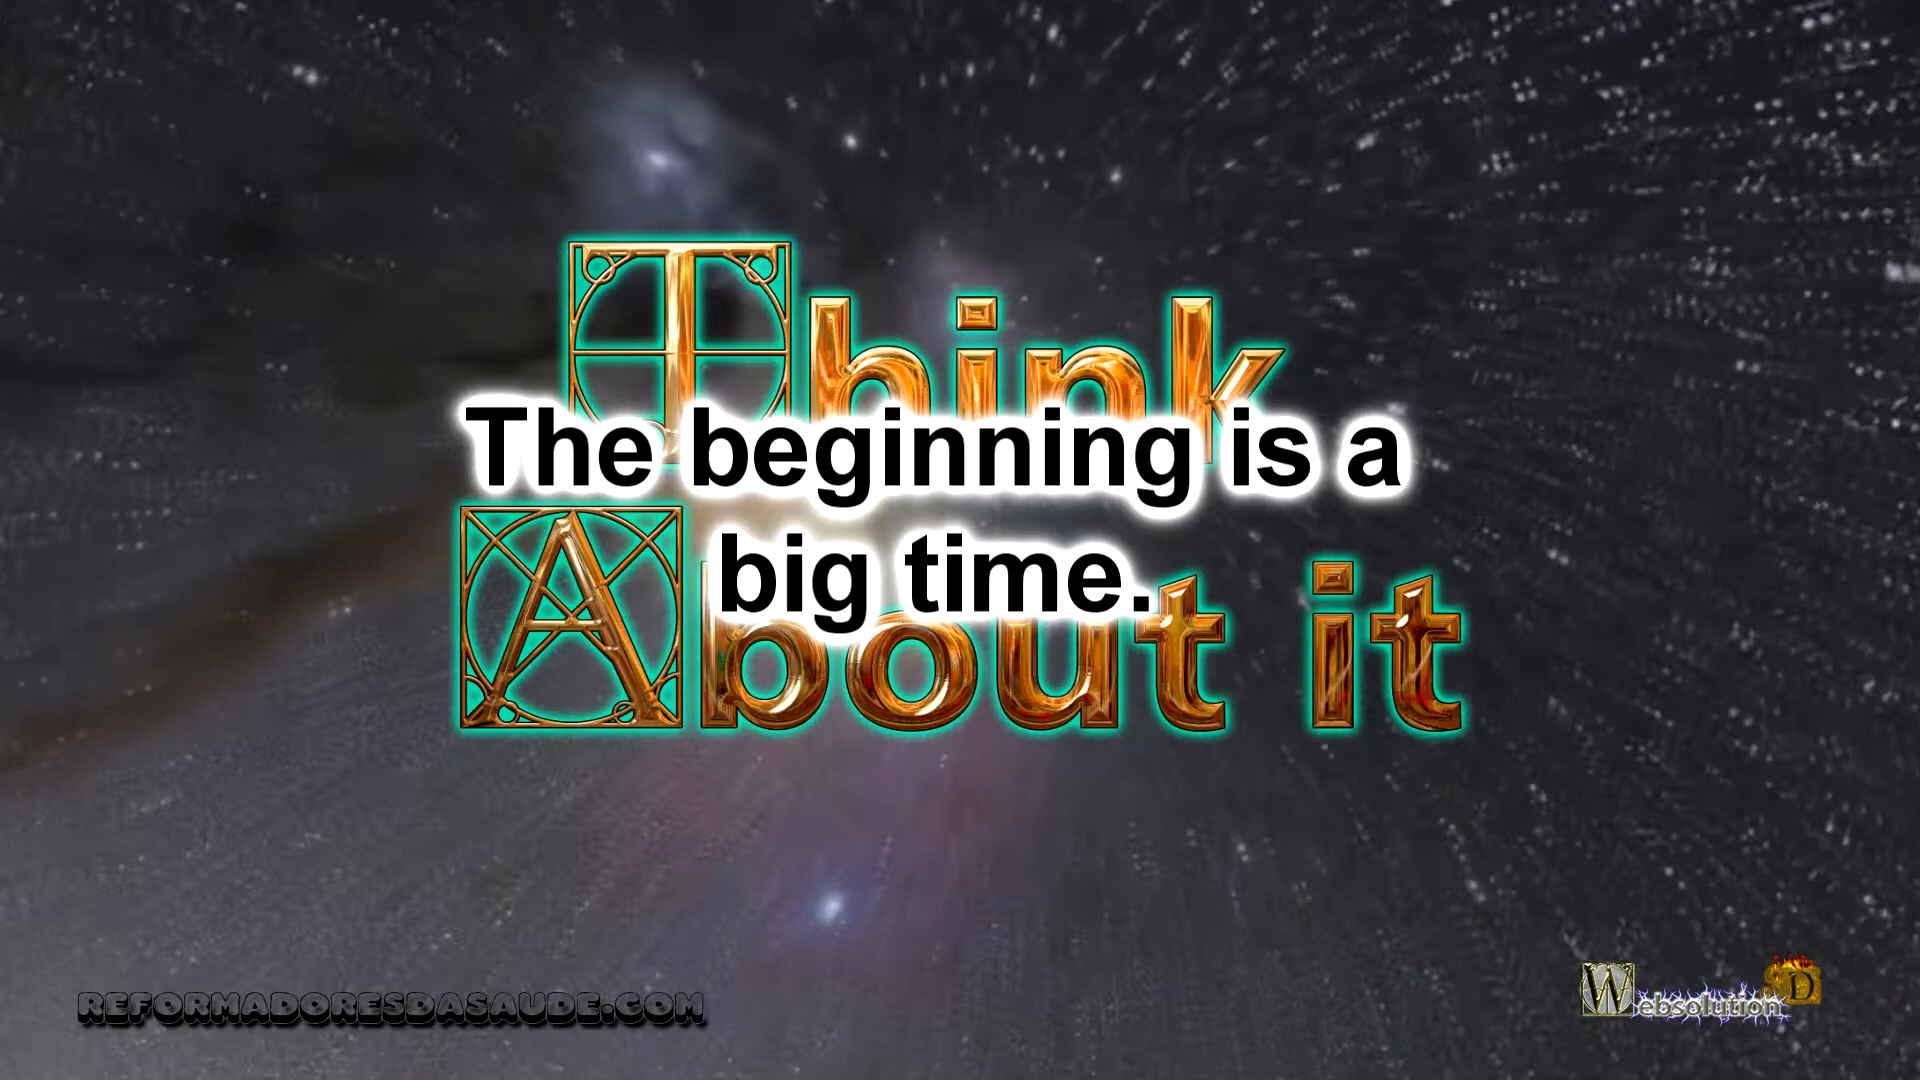 Think
The beginning is a
big time.
About it
REFORMADORESDASAUDE.COM
Websolution D